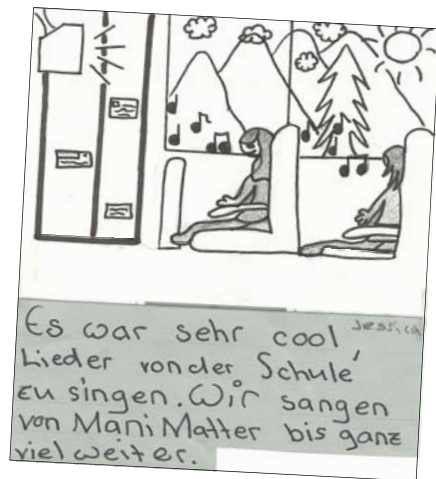 Es war sehr cool Jessica
Lieder von der Schule
zu singen. Wir sangen
von Mani Matter bis ganz
viel weiter.